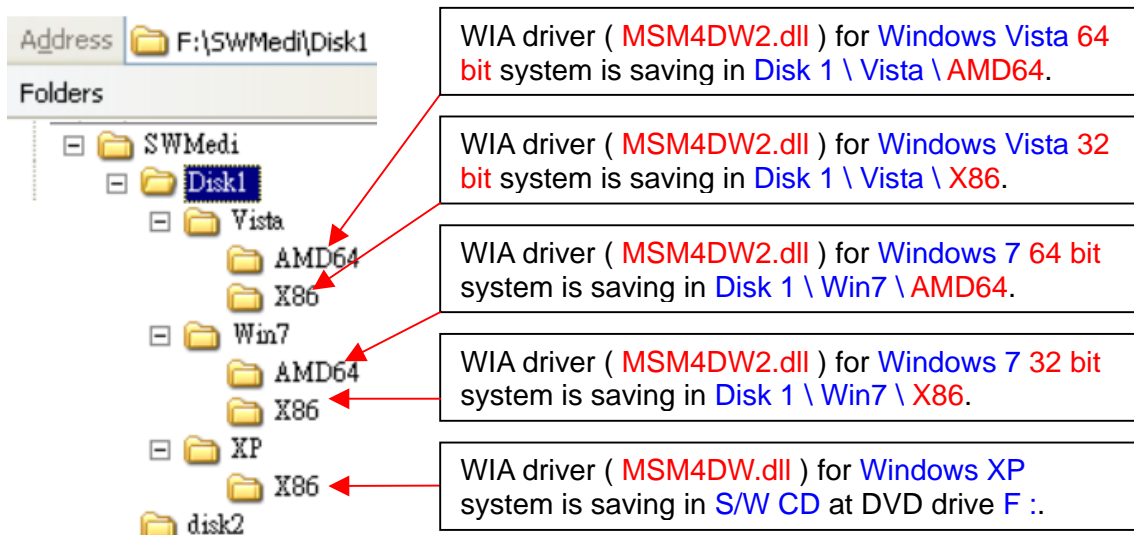 Address F:\SWMedi\Disk1
Folders
SWMedi
Disk1
Vista
AMD64
X86
Win7
AMD64
X86
XP
X86
disk2
WIA driver ( MSM4DW2.dll ) for Windows Vista 64
bit system is saving in Disk 1 \ Vista \ AMD64.
WIA driver ( MSM4DW2.dll ) for Windows Vista 32
bit system is saving in Disk 1 \ Vista \ X86.
WIA driver ( MSM4DW2.dll ) for Windows 7 64 bit
system is saving in Disk 1 \ Win7 \ AMD64.
WIA driver ( MSM4DW2.dll ) for Windows 7 32 bit
system is saving in Disk 1 \ Win7 \ X86.
WIA driver ( MSM4DW.dll ) for Windows XP
system is saving in S/W CD at DVD drive F :.